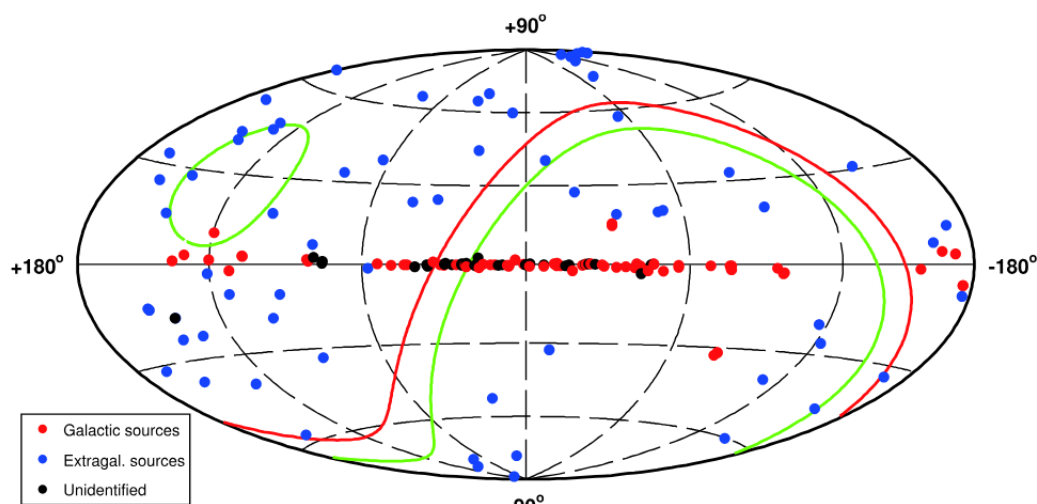 +90°
+180°
-180°
Galactic sources
Extragal. sources
Unidentified